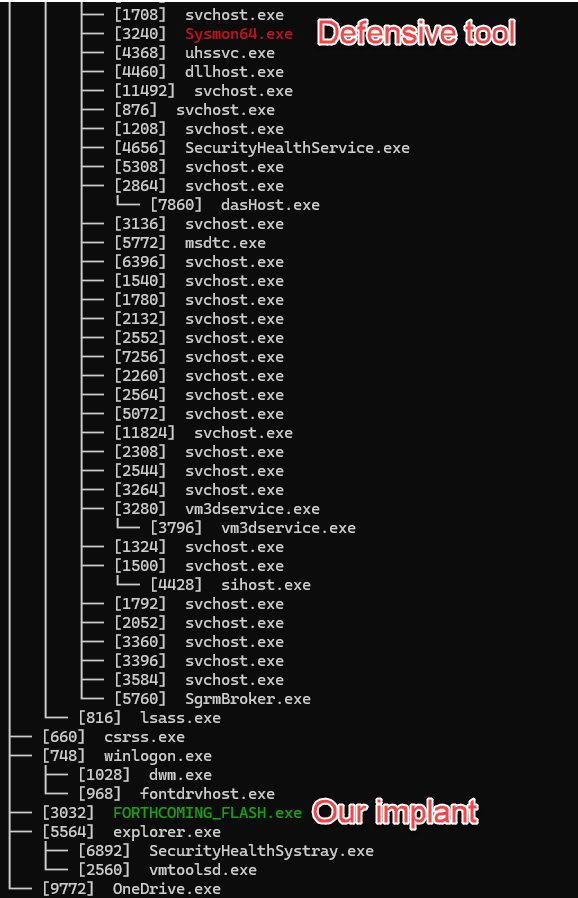 [1708] svchost.exe
[3240] Sysmon64.exe Defensive tool
[4368] uhssvc.exe
[4460] dllhost.exe
[11492] svchost.exe
[876] svchost.exe
[1208] svchost.exe
[4656] SecurityHealthService.exe
[5308] svchost.exe
[2864] svchost.exe
[7860] dasHost.exe
[3136] svchost.exe
[5772] msdtc.exe
[6396] svchost.exe
[1540] svchost.exe
[1780] svchost.exe
[2132] svchost.exe
[2552] svchost.exe
[7256] svchost.exe
[2260] svchost.exe
[2564] svchost.exe
[5072] svchost.exe
[11824] svchost.exe
[2308] svchost.exe
[2544] svchost.exe
[3264] svchost.exe
[3280] vm3dservice.exe
[3796] vm3dservice.exe
[1324] svchost.exe
[1500] svchost.exe
[4428] sihost.exe
[1792] svchost.exe
[2052] svchost.exe
[3360] svchost.exe
[3396] svchost.exe
[3584] svchost.exe
[5760] SgrmBroker.exe
[816] lsass.exe
[660] csrss.exe
[748] winlogon.exe
[1028] dwm.exe
[968] fontdrvhost.exe
[3032] FORTHCOMING_FLASH.exe Our implant
[5564] explorer.exe
[6892] SecurityHealthSystray.exe
[2560] vmtoolsd.exe
[9772] OneDrive.exe